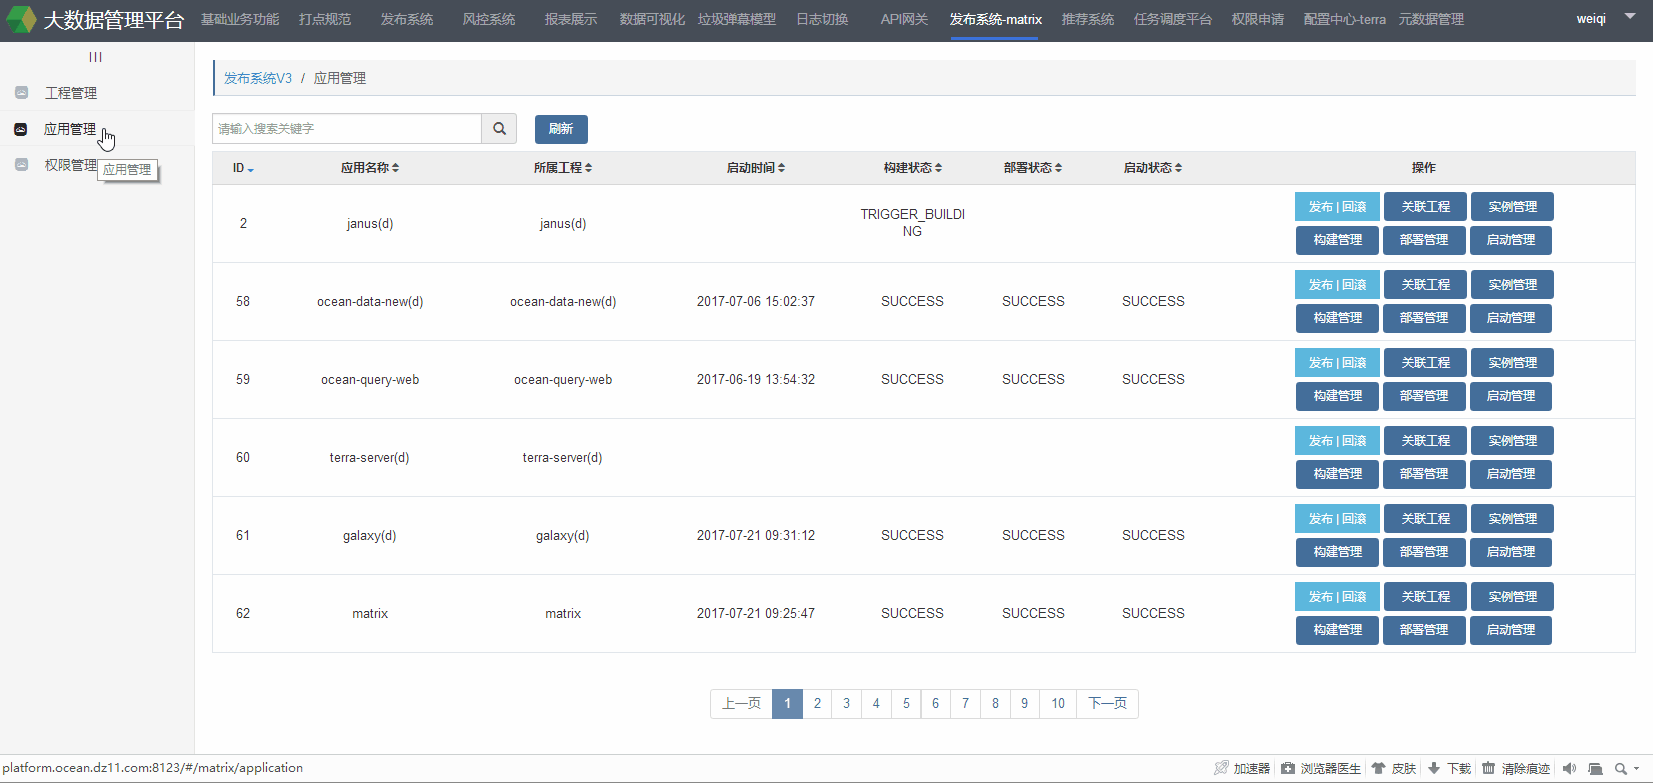 大数据管理平台 基础业务功能 打点规范 发布系统 风控系统 报表展示 数据可视化 垃圾弹幕模型 日志切换 API网关 发布系统-matrix 推荐系统 任务调度平台 权限申请 配置中心-terra 元数据管理 weiqi
工程管理
应用管理
权限管理
应用管理
发布系统V3 / 应用管理
请输入搜索关键字 刷新
ID 应用名称 所属工程 启动时间 构建状态 部署状态 启动状态 操作
2 janus(d) janus(d) TRIGGER_BUILDI
NG
发布 | 回滚 关联工程 实例管理
构建管理 部署管理 启动管理
58 ocean-data-new(d) ocean-data-new(d) 2017-07-06 15:02:37 SUCCESS SUCCESS SUCCESS
发布 | 回滚 关联工程 实例管理
构建管理 部署管理 启动管理
59 ocean-query-web ocean-query-web 2017-06-19 13:54:32 SUCCESS SUCCESS SUCCESS
发布 | 回滚 关联工程 实例管理
构建管理 部署管理 启动管理
60 terra-server(d) terra-server(d)
发布 | 回滚 关联工程 实例管理
构建管理 部署管理 启动管理
61 galaxy(d) galaxy(d) 2017-07-21 09:31:12 SUCCESS SUCCESS SUCCESS
发布 | 回滚 关联工程 实例管理
构建管理 部署管理 启动管理
62 matrix matrix 2017-07-21 09:25:47 SUCCESS SUCCESS SUCCESS
发布 | 回滚 关联工程 实例管理
构建管理 部署管理 启动管理
上一页 1 2 3 4 5 6 7 8 9 10 下一页
platform.ocean.dz11.com:8123/#/matrix/application 加速器 浏览器医生 皮肤 下载 清除痕迹